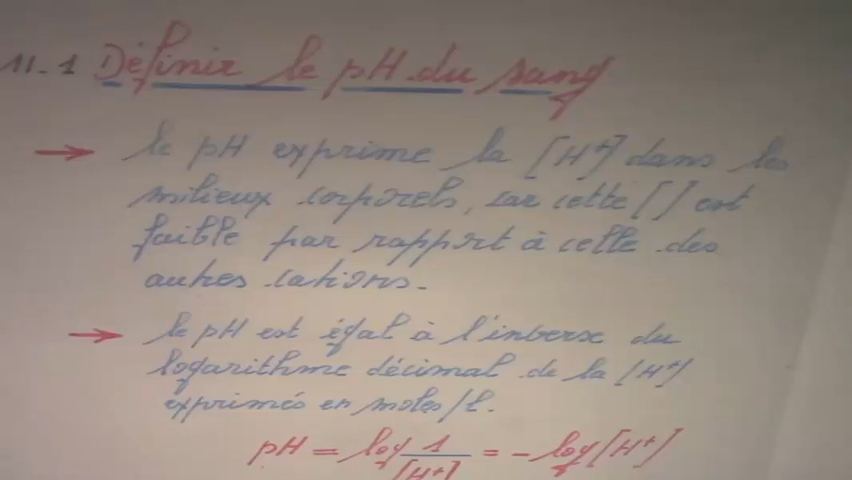 11.1 Définir le pH du sang
→ le pH exprime la [H+] dans les
milieux corporels, car cette [] est
faible par rapport à celle des
autres cations.
→ le pH est égal à l'inverse du
logarithme décimal de la [H+]
exprimés en moles/l.
pH = log 1/[H+] = -log[H+]